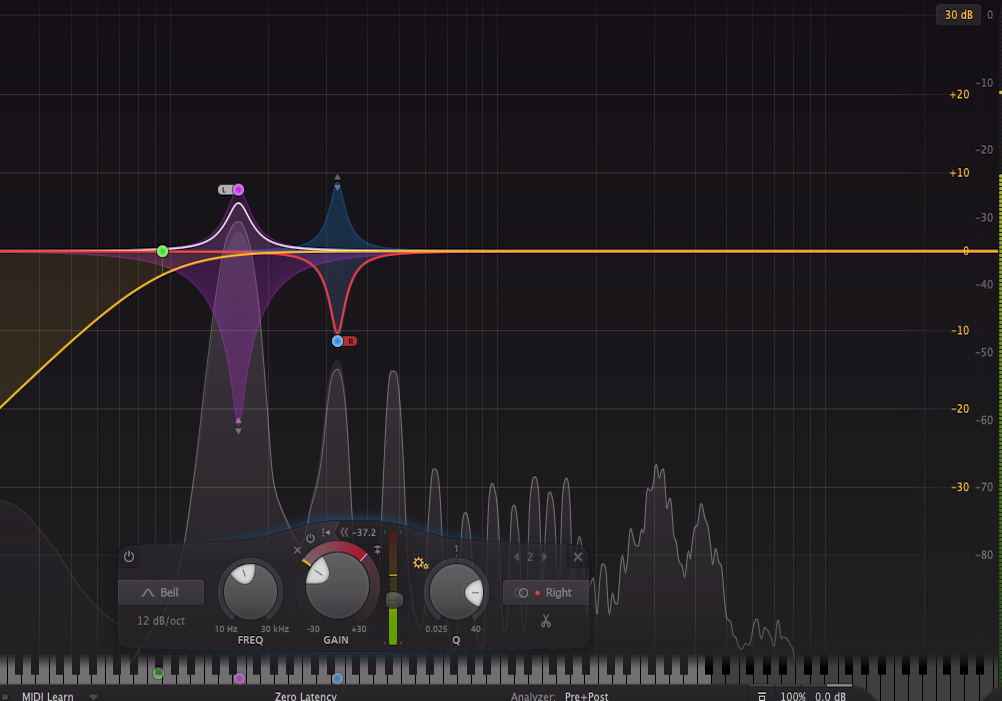 30 dB 0
-10
+20
-20
+10
L
-30
0
-40
-10
R
-50
-20
-60
-30 -70
-37.2
-80
1
2
Bell
Right
12 dB/oct
10 Hz 30 kHz
-30 +30
0.025 40
FREQ GAIN Q
MIDI Learn Zero Latency Analyzer: Pre+Post 100% 0.0 dB